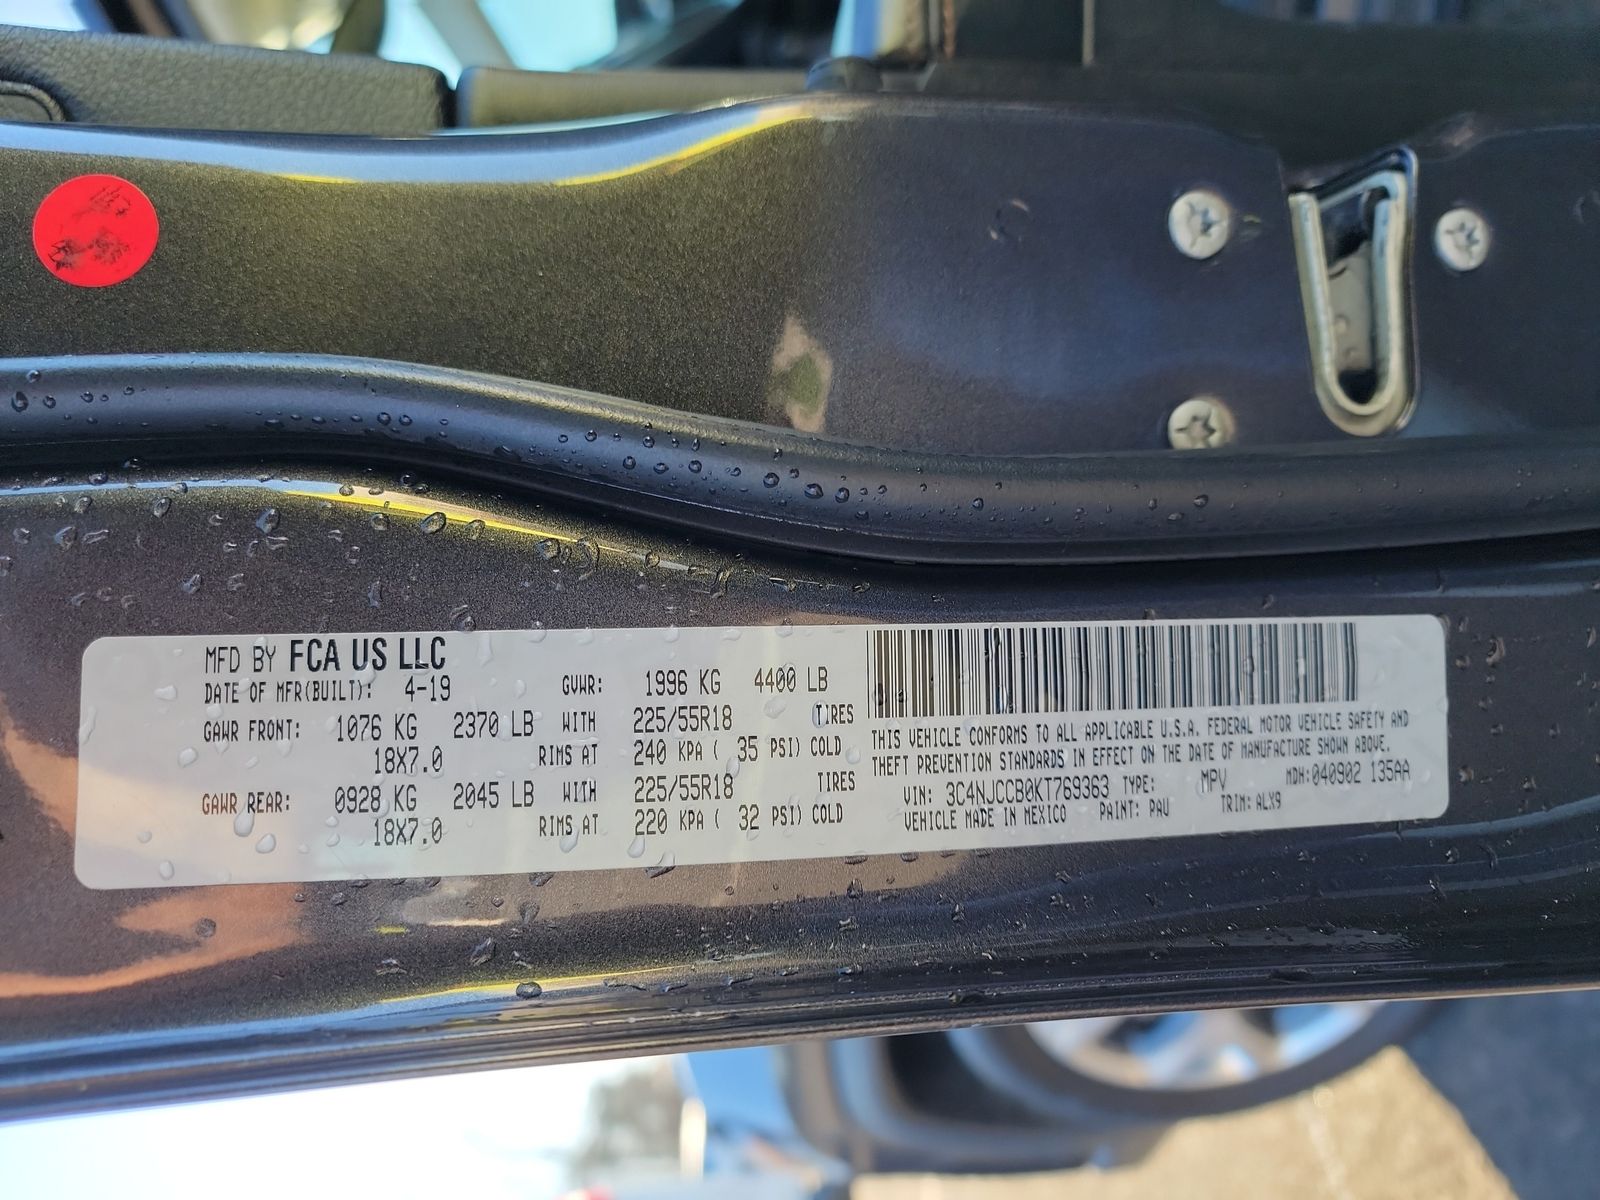 MFD BY FCA US LLC
DATE OF MFR(BUILT): 4-19 GVWR: 1996 KG 4400 LB
GAWR FRONT: 1076 KG 2370 LB WITH 225/55R18 TIRES
18X7.0 RIMS AT 240 KPA ( 35 PSI) COLD
GAWR REAR: 0928 KG 2045 LB WITH 225/55R18 TIRES
18X7.0 RIMS AT 220 KPA ( 32 PSI) COLD
THIS VEHICLE CONFORMS TO ALL APPLICABLE U.S.A. FEDERAL MOTOR VEHICLE SAFETY AND
THEFT PREVENTION STANDARDS IN EFFECT ON THE DATE OF MANUFACTURE SHOWN ABOVE.
VIN: 3C4NJCCB0KT769363 TYPE: MPV MDH:040902 135AA
VEHICLE MADE IN MEXICO PAINT: PAU TRIM: ALX9